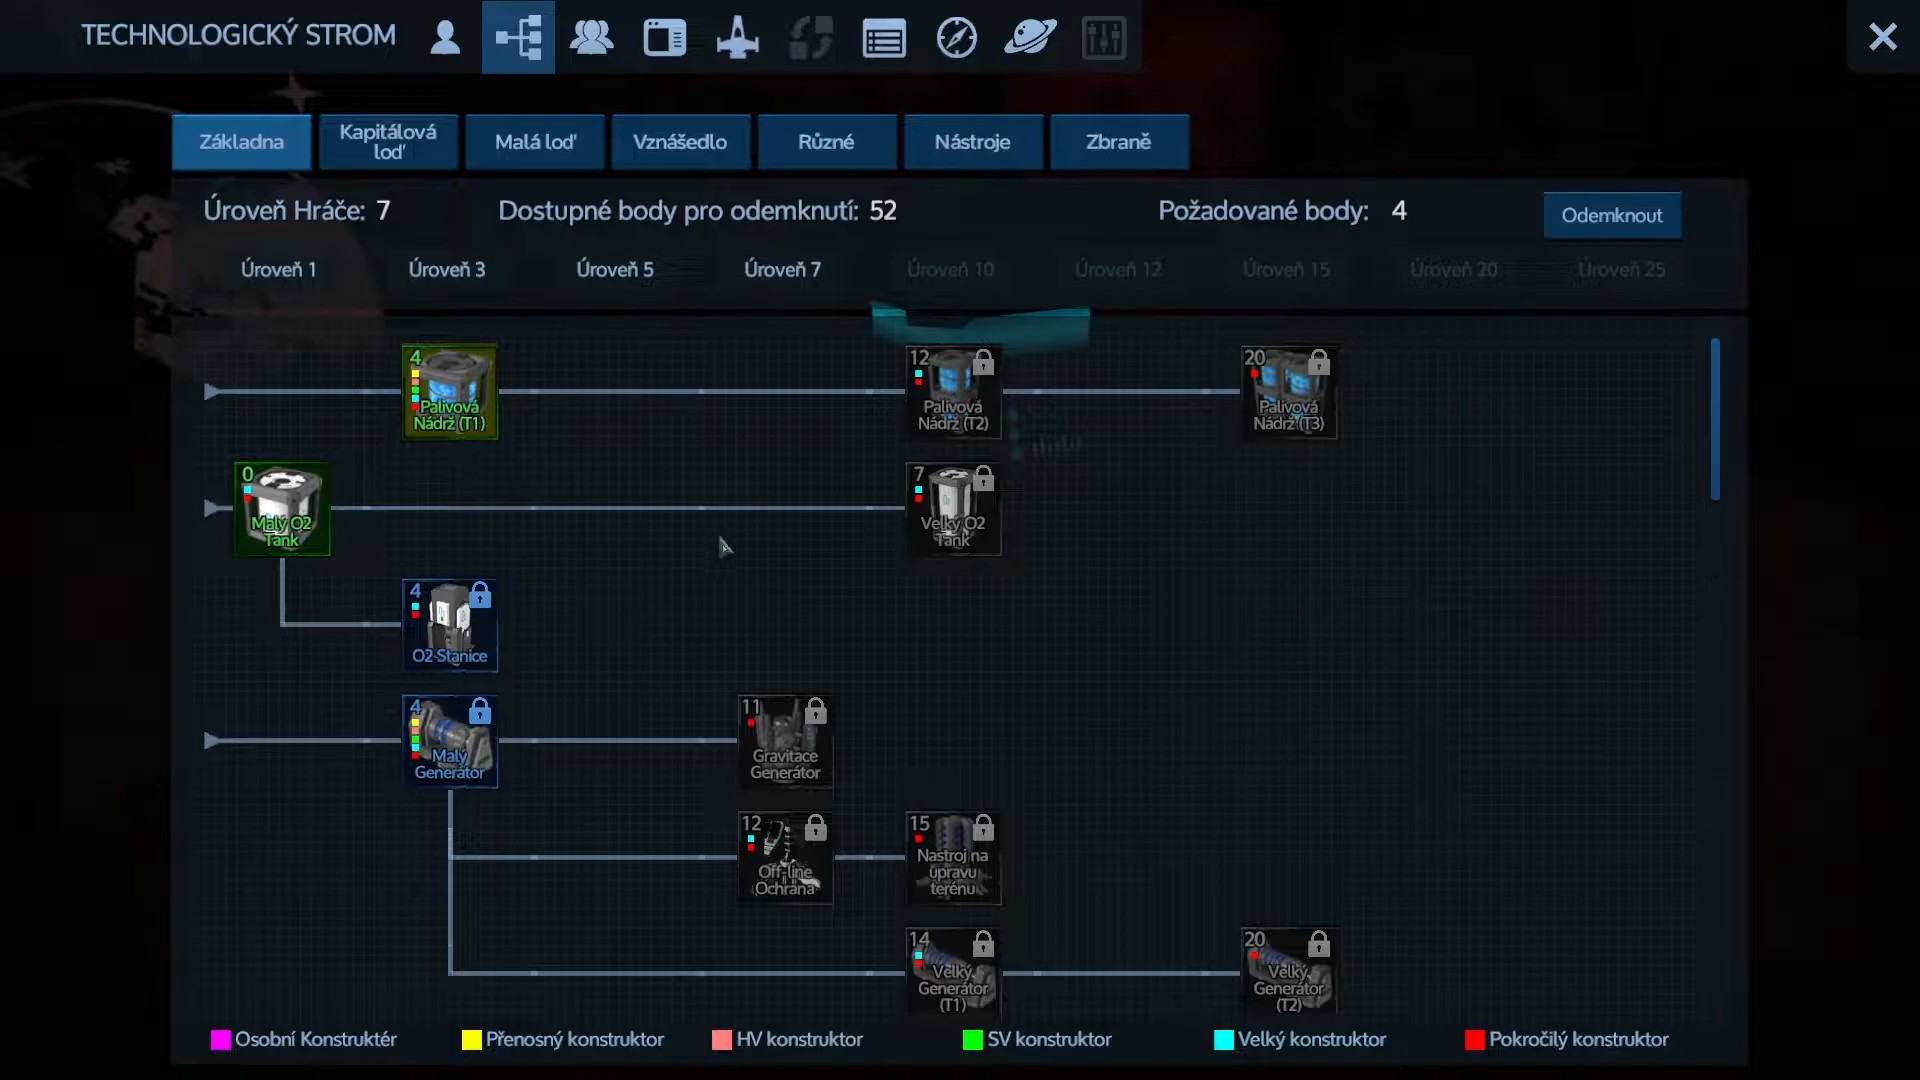 TECHNOLOGICKÝ STROM
Základna
Kapitálová
loď
Malá loď
Vznášedlo
Různé
Nástroje
Zbraně
Úroveň Hráče: 7
Dostupné body pro odemknutí: 52
Požadované body: 4
Odemknout
Úroveň 1
Úroveň 3
Úroveň 5
Úroveň 7
Úroveň 10
Úroveň 12
Úroveň 15
Úroveň 20
Úroveň 25
4
Palivová
Nádrž (T1)
12
Palivová
Nádrž (T2)
20
Palivová
Nádrž (T3)
0
Malý O2
Tank
7
Velký O2
Tank
4
O2 Stanice
4
Malý
Generátor
11
Gravitace
Generátor
12
Off-line
Ochrana
15
Nastroj na
úpravu
terénu
14
Velký
Generátor
(T1)
20
Velký
Generátor
(T2)
Osobní Konstruktér
Přenosný konstruktor
HV konstruktor
SV konstruktor
Velký konstruktor
Pokročilý konstruktor